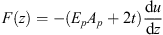 F(z) = −(E_p A_p + 2t) du/dz